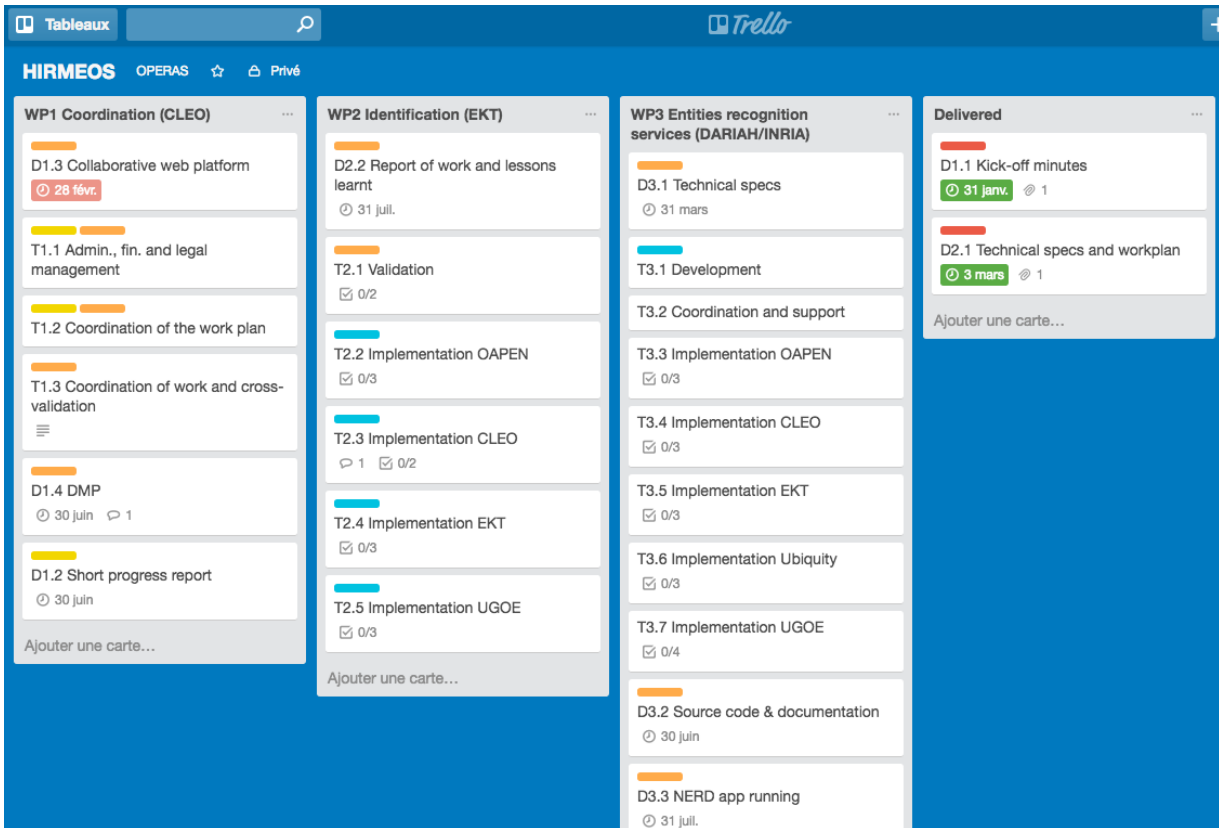 Tableaux
Trello
HIRMEOS OPERAS Privé
WP1 Coordination (CLEO)
D1.3 Collaborative web platform
28 févr.
T1.1 Admin., fin. and legal
management
T1.2 Coordination of the work plan
T1.3 Coordination of work and cross-
validation
D1.4 DMP
30 juin 1
D1.2 Short progress report
30 juin
Ajouter une carte…
WP2 Identification (EKT)
D2.2 Report of work and lessons
learnt
31 juil.
T2.1 Validation
0/2
T2.2 Implementation OAPEN
0/3
T2.3 Implementation CLEO
1 0/2
T2.4 Implementation EKT
0/3
T2.5 Implementation UGOE
0/3
Ajouter une carte…
WP3 Entities recognition
services (DARIAH/INRIA)
D3.1 Technical specs
31 mars
T3.1 Development
T3.2 Coordination and support
T3.3 Implementation OAPEN
0/3
T3.4 Implementation CLEO
0/3
T3.5 Implementation EKT
0/3
T3.6 Implementation Ubiquity
0/3
T3.7 Implementation UGOE
0/4
D3.2 Source code & documentation
30 juin
D3.3 NERD app running
31 juil.
Delivered
D1.1 Kick-off minutes
31 janv. 1
D2.1 Technical specs and workplan
3 mars 1
Ajouter une carte…